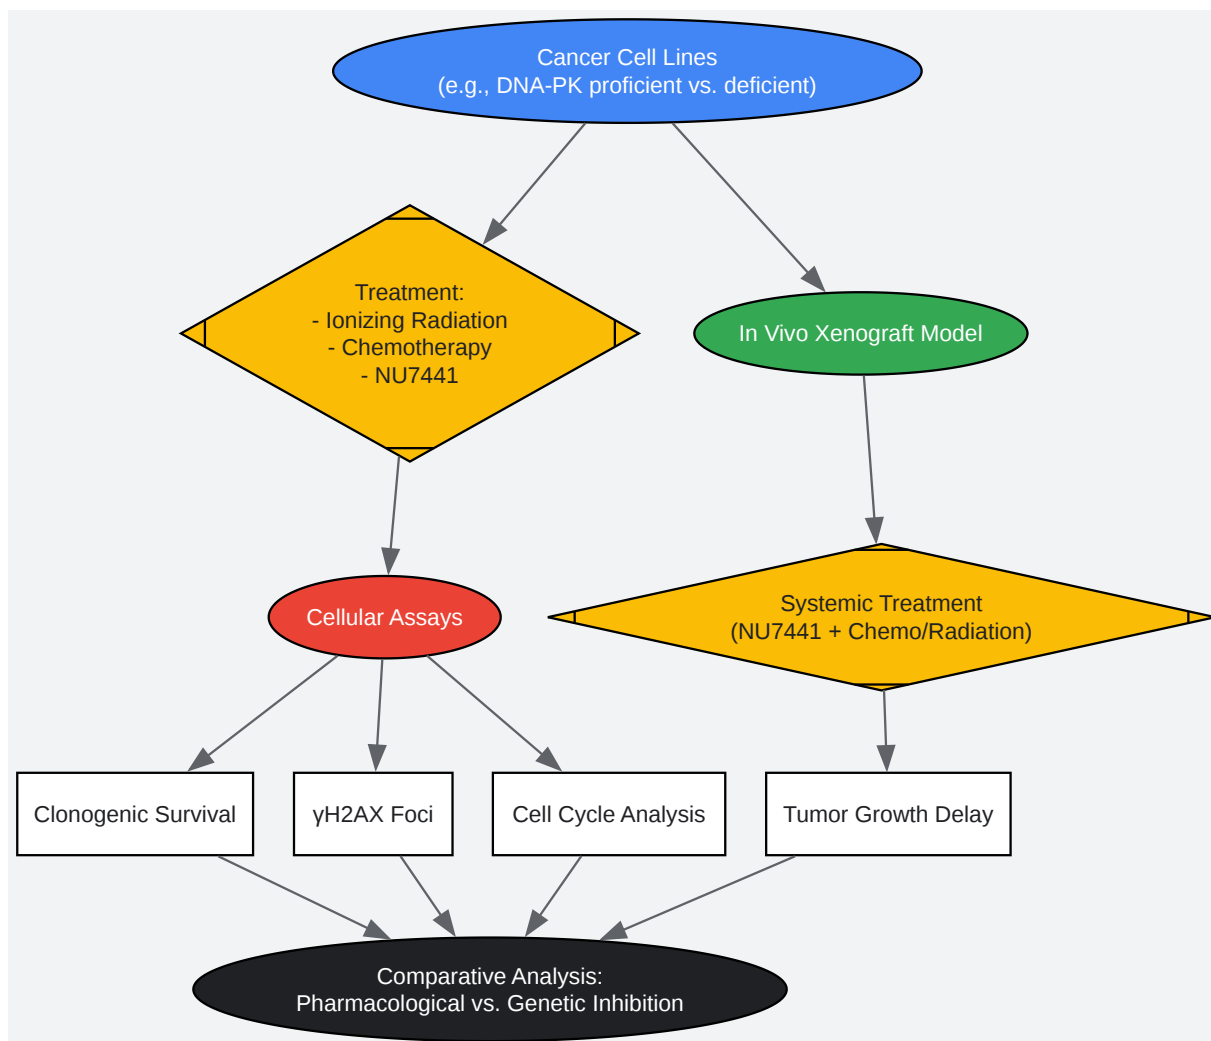 Cancer Cell Lines
(e.g., DNA-PK proficient vs. deficient)
Treatment:
- Ionizing Radiation
- Chemotherapy
- NU7441
In Vivo Xenograft Model
Cellular Assays
Systemic Treatment
(NU7441 + Chemo/Radiation)
Clonogenic Survival
γH2AX Foci
Cell Cycle Analysis
Tumor Growth Delay
Comparative Analysis:
Pharmacological vs. Genetic Inhibition